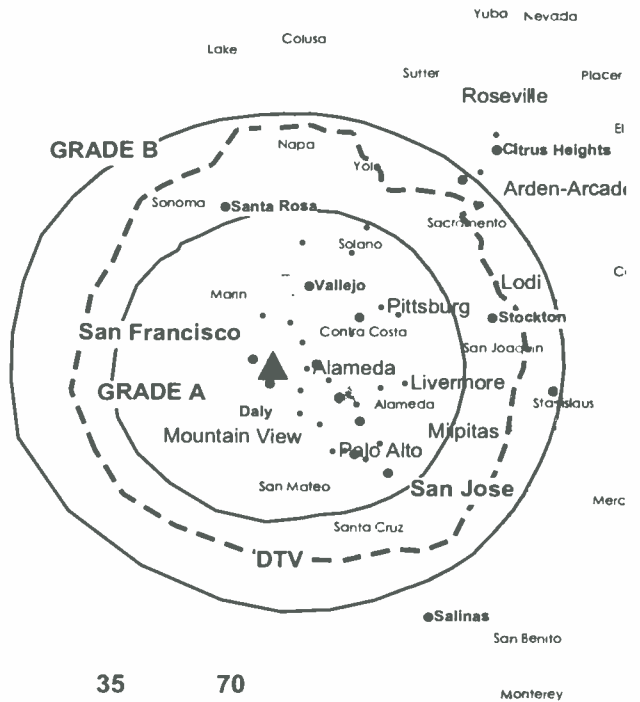 Yuba Nevada
Colusa
Lake
Sutter
Placer
Roseville
El
GRADE B
Napa
Citrus Heights
Yolo
Arden-Arcade
Sonoma
Santa Rosa
Sacramento
Solano
Marin
Vallejo
Lodi
Pittsburg
Stockton
San Francisco
Contra Costa
San Joaquin
Alameda
Livermore
GRADE A
Alameda
Stanislaus
Daly
Mountain View
Milpitas
Palo Alto
San Mateo
San Jose
Merc
Santa Cruz
DTV
Salinas
San Benito
35 70
Monterey